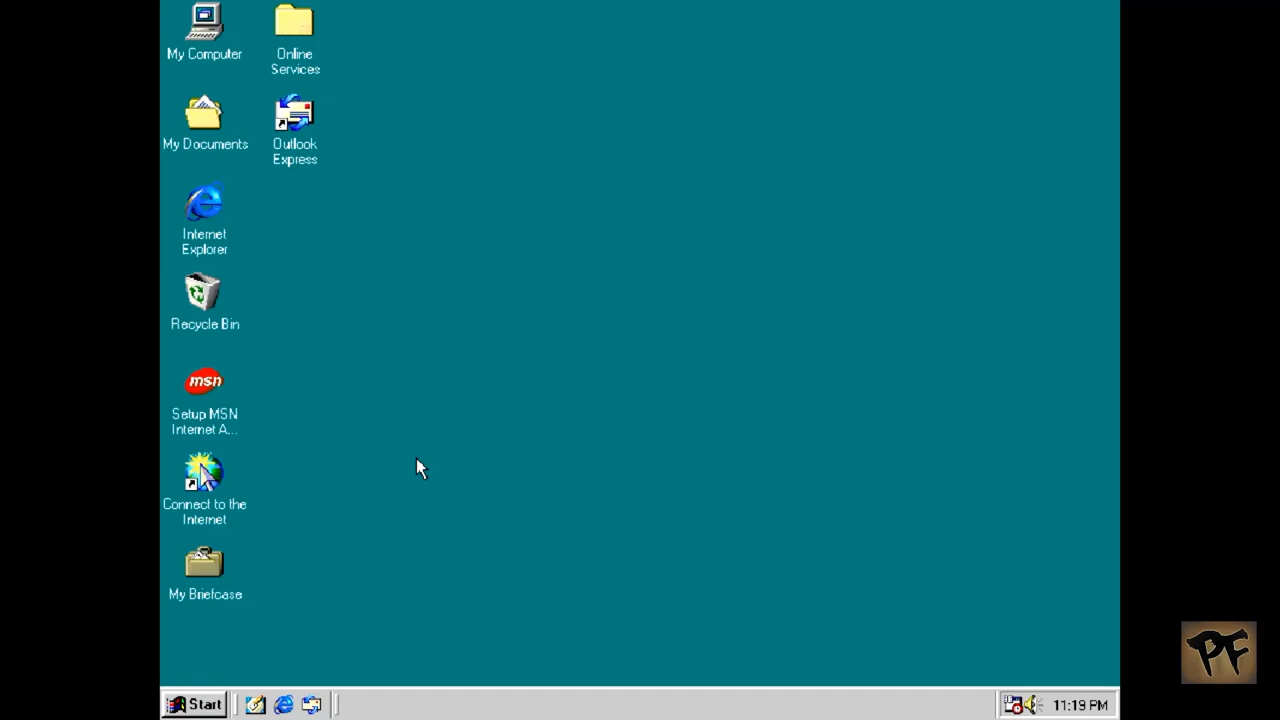 My Computer
Online
Services
My Documents
Outlook
Express
Internet
Explorer
Recycle Bin
msn
Setup MSN
Internet A...
Connect to the
Internet
My Briefcase
Start
11:19 PM
PF